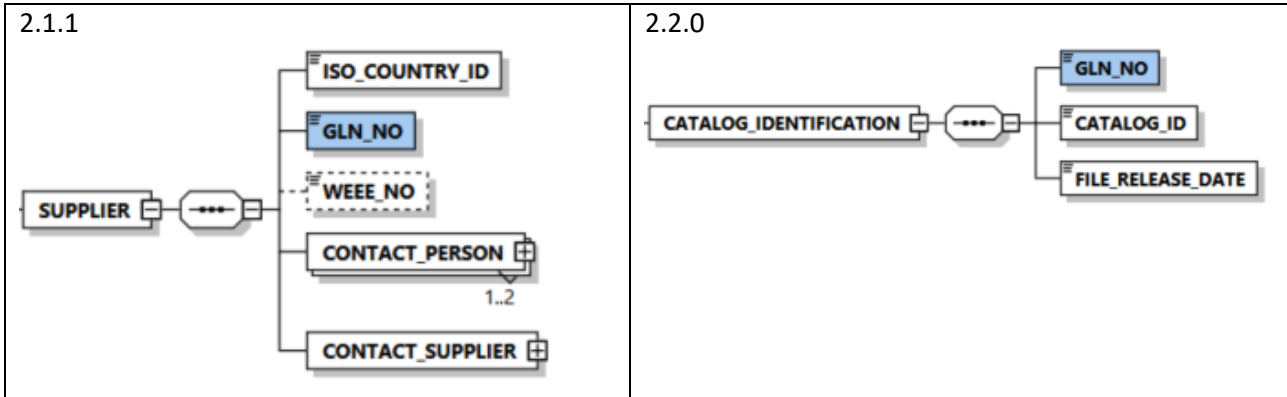 2.1.1
ISO_COUNTRY_ID
GLN_NO
WEEE_NO
SUPPLIER
CONTACT_PERSON
1..2
CONTACT_SUPPLIER
2.2.0
GLN_NO
CATALOG_IDENTIFICATION
CATALOG_ID
FILE_RELEASE_DATE